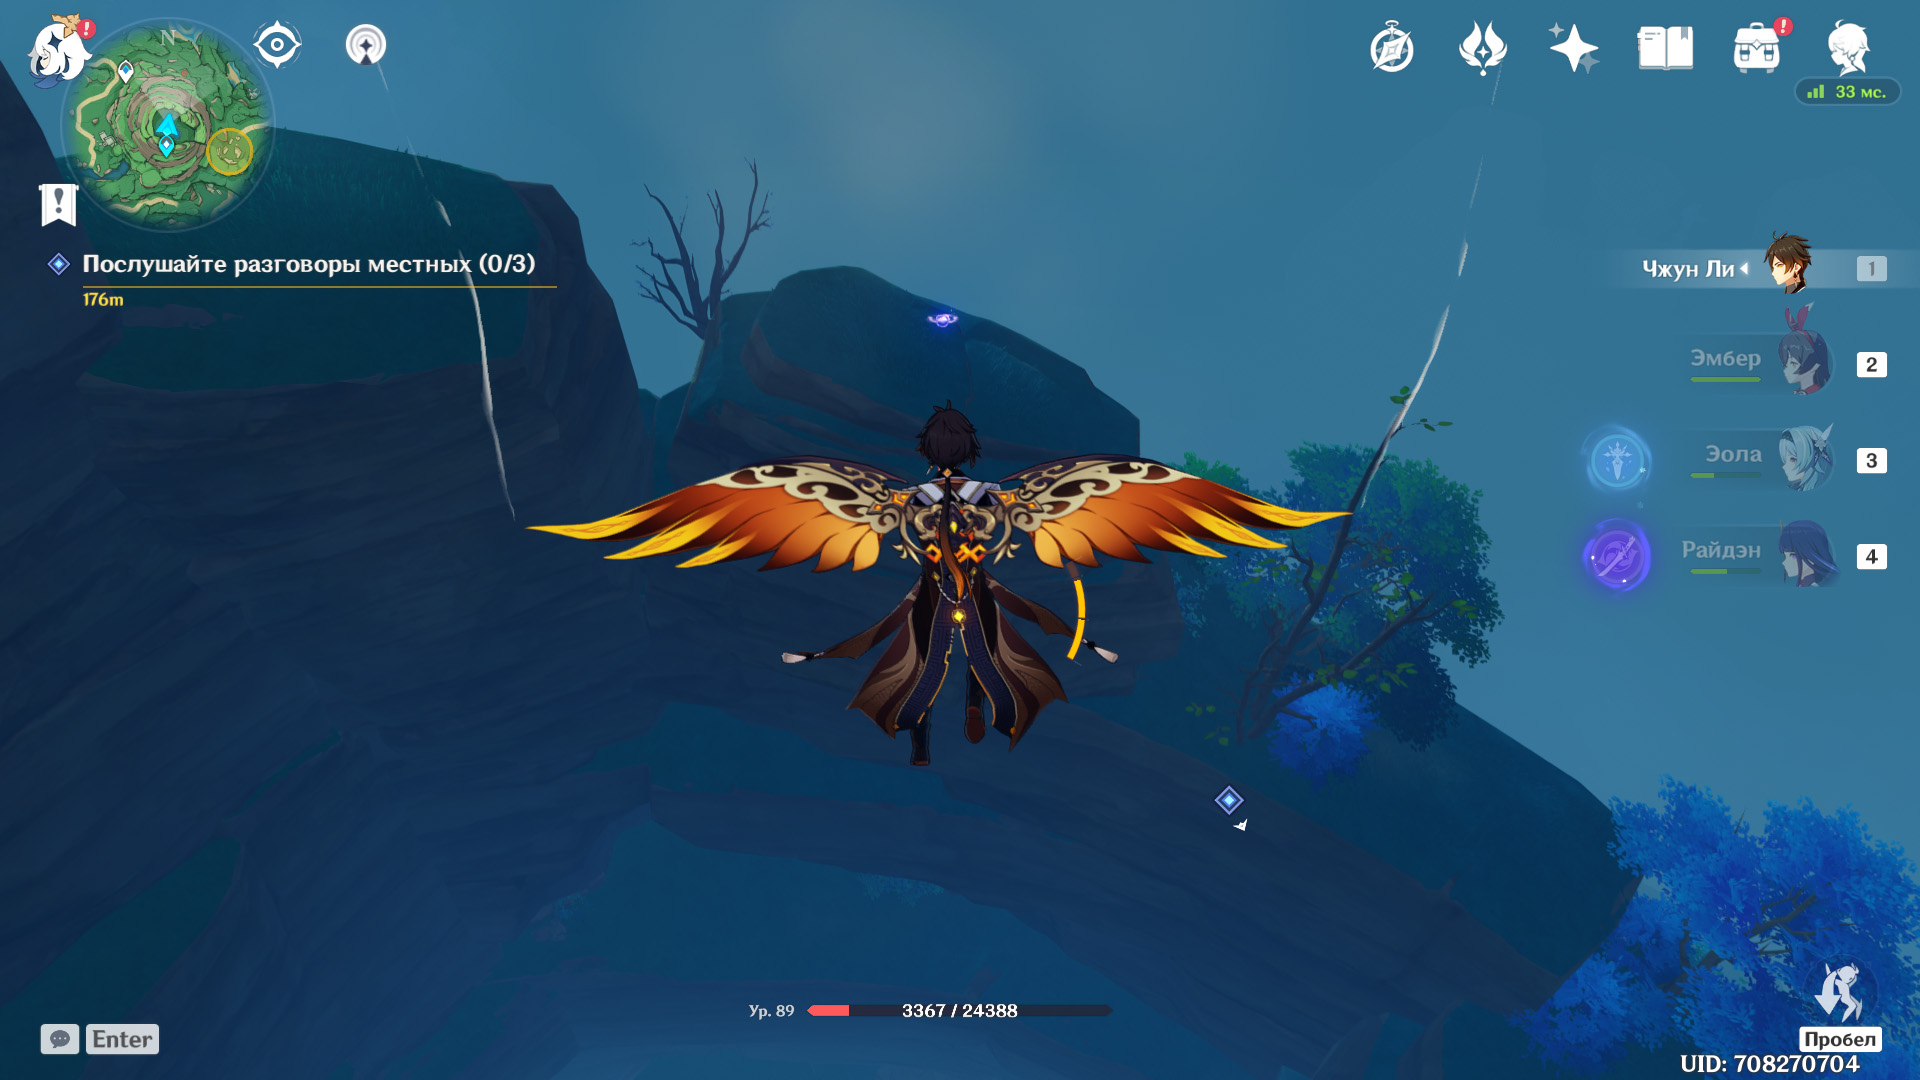 N
33 мс.
Послушайте разговоры местных (0/3)
176m
Чжун Ли
1
Эмбер
2
Эола
3
Райдэн
4
Ур. 89
3367 / 24388
Enter
Пробел
UID: 708270704